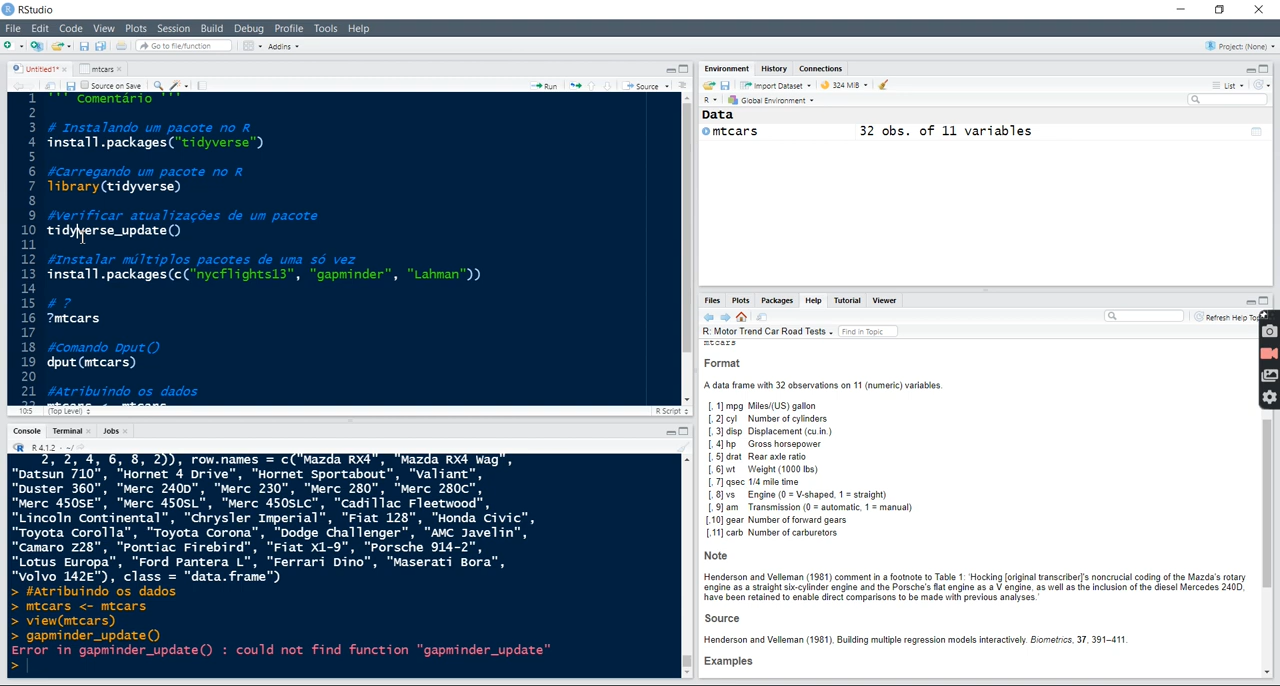 RStudio
File Edit Code View Plots Session Build Debug Profile Tools Help
Go to file/function Addins Project: (None)
Untitled1* mtcars
Source on Save Run Source
1 ''' Comentário '''
2
3 # Instalando um pacote no R
4 install.packages("tidyverse")
5
6 #Carregando um pacote no R
7 library(tidyverse)
8
9 #Verificar atualizações de um pacote
10 tidyverse_update()
11
12 #Instalar múltiplos pacotes de uma só vez
13 install.packages(c("nycflights13", "gapminder", "Lahman"))
14
15 # ?
16 ?mtcars
17
18 #Comando Dput()
19 dput(mtcars)
20
21 #Atribuindo os dados
22 mtcars <- mtcars
10:5 (Top Level) R Script
Console Terminal Jobs
R 4.1.2 · ~/
2, 2, 4, 6, 8, 2)), row.names = c("Mazda RX4", "Mazda RX4 Wag",
"Datsun 710", "Hornet 4 Drive", "Hornet Sportabout", "Valiant",
"Duster 360", "Merc 240D", "Merc 230", "Merc 280", "Merc 280C",
"Merc 450SE", "Merc 450SL", "Merc 450SLC", "Cadillac Fleetwood",
"Lincoln Continental", "Chrysler Imperial", "Fiat 128", "Honda Civic",
"Toyota Corolla", "Toyota Corona", "Dodge Challenger", "AMC Javelin",
"Camaro Z28", "Pontiac Firebird", "Fiat X1-9", "Porsche 914-2",
"Lotus Europa", "Ford Pantera L", "Ferrari Dino", "Maserati Bora",
"Volvo 142E"), class = "data.frame")
> #Atribuindo os dados
> mtcars <- mtcars
> view(mtcars)
> gapminder_update()
Error in gapminder_update() : could not find function "gapminder_update"
>
Environment History Connections
Import Dataset 324 MiB List
R Global Environment
Data
mtcars 32 obs. of 11 variables
Files Plots Packages Help Tutorial Viewer
Refresh Help Top
R: Motor Trend Car Road Tests Find in Topic
mtcars
Format
A data frame with 32 observations on 11 (numeric) variables.
[, 1] mpg Miles/(US) gallon
[, 2] cyl Number of cylinders
[, 3] disp Displacement (cu.in.)
[, 4] hp Gross horsepower
[, 5] drat Rear axle ratio
[, 6] wt Weight (1000 lbs)
[, 7] qsec 1/4 mile time
[, 8] vs Engine (0 = V-shaped, 1 = straight)
[, 9] am Transmission (0 = automatic, 1 = manual)
[,10] gear Number of forward gears
[,11] carb Number of carburetors
Note
Henderson and Velleman (1981) comment in a footnote to Table 1: 'Hocking [original transcriber]'s noncrucial coding of the Mazda's rotary
engine as a straight six-cylinder engine and the Porsche's flat engine as a V engine, as well as the inclusion of the diesel Mercedes 240D,
have been retained to enable direct comparisons to be made with previous analyses.'
Source
Henderson and Velleman (1981), Building multiple regression models interactively. Biometrics, 37, 391–411.
Examples